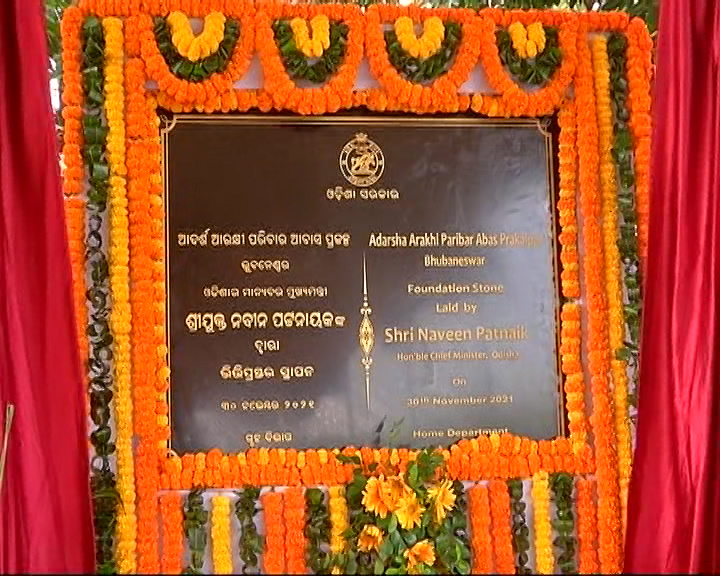 ଓଡ଼ିଶା ସରକାର
ଆଦର୍ଶ ଆରକ୍ଷୀ ପରିବାର ଆବାସ ପ୍ରକଳ୍ପ
ଭୁବନେଶ୍ୱର
ଓଡ଼ିଶାର ମାନ୍ୟବର ମୁଖ୍ୟମନ୍ତ୍ରୀ
ଶ୍ରୀଯୁକ୍ତ ନବୀନ ପଟ୍ଟନାୟକଙ୍କ
ଦ୍ୱାରା
ଭିତ୍ତିପ୍ରସ୍ତର ସ୍ଥାପନ
୩୦ ନଭେମ୍ବର ୨୦୨୧
ଗୃହ ବିଭାଗ
Adarsha Arakhi Paribar Abas Prakalpa
Bhubaneswar
Foundation Stone
Laid by
Shri Naveen Patnaik
Hon'ble Chief Minister, Odisha
On
30th November 2021
Home Department